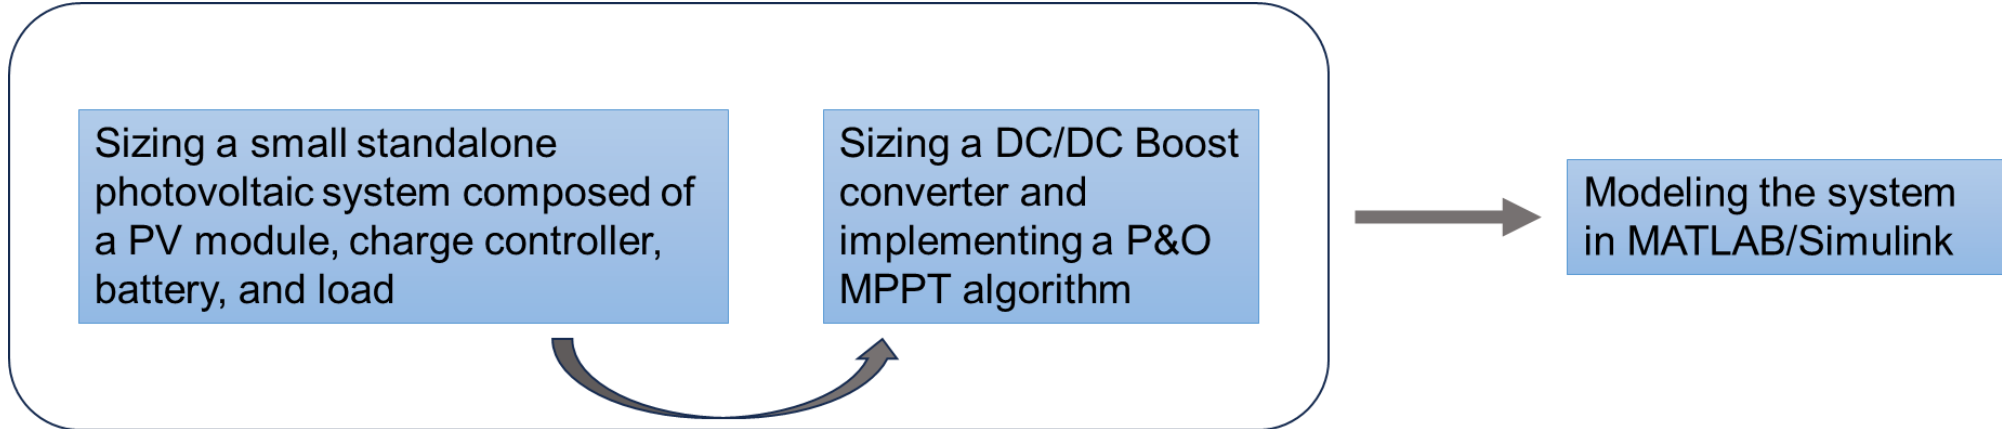 Sizing a small standalone
photovoltaic system composed of
a PV module, charge controller,
battery, and load
Sizing a DC/DC Boost
converter and
implementing a P&O
MPPT algorithm
Modeling the system
in MATLAB/Simulink